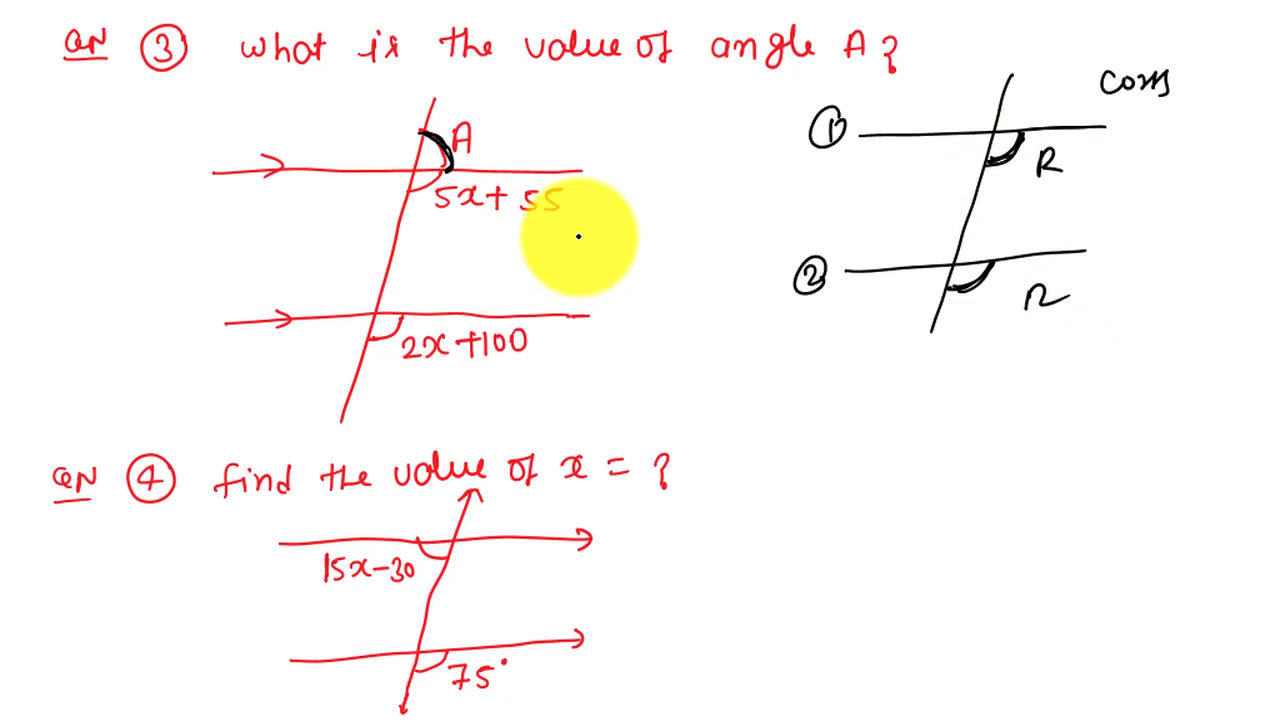 QN ③ What is the value of angle A?
A
5x + 55
2x + 100
①
Corrs
R
②
R
QN ④ find the value of x = ?
15x - 30
75°